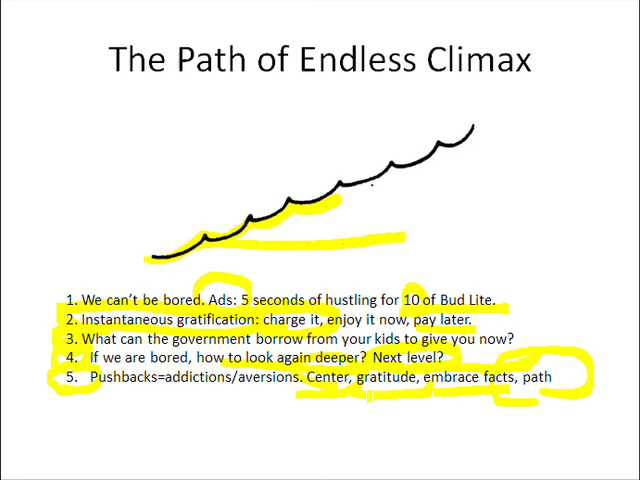 The Path of Endless Climax
1. We can't be bored. Ads: 5 seconds of hustling for 10 of Bud Lite.
2. Instantaneous gratification: charge it, enjoy it now, pay later.
3. What can the government borrow from your kids to give you now?
4. If we are bored, how to look again deeper? Next level?
5. Pushbacks=addictions/aversions. Center, gratitude, embrace facts, path